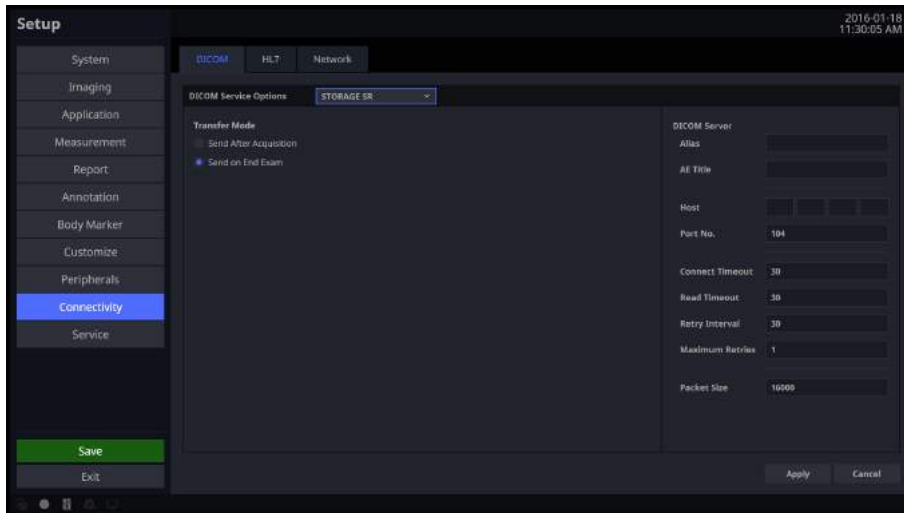 Setup
2016-01-18
11:30:05 AM
System
Imaging
Application
Measurement
Report
Annotation
Body Marker
Customize
Peripherals
Connectivity
Service
Save
Exit
DICOM HL7 Network
DICOM Service Options STORAGE SR
Transfer Mode
Send After Acquisition
Send on End Exam
DICOM Server
Alias
AE Title
Host
Port No. 104
Connect Timeout 30
Read Timeout 30
Retry Interval 30
Maximum Retries 1
Packet Size 16000
Apply Cancel